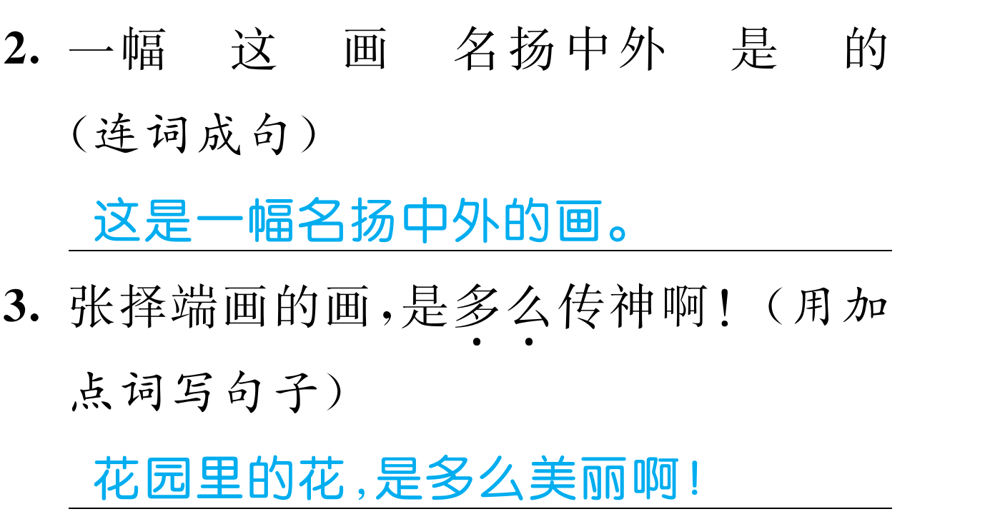 2. 一幅 这 画 名扬中外 是 的
（连词成句）
这是一幅名扬中外的画。
3. 张择端画的画，是多么传神啊！（用加
点词写句子）
花园里的花，是多么美丽啊！